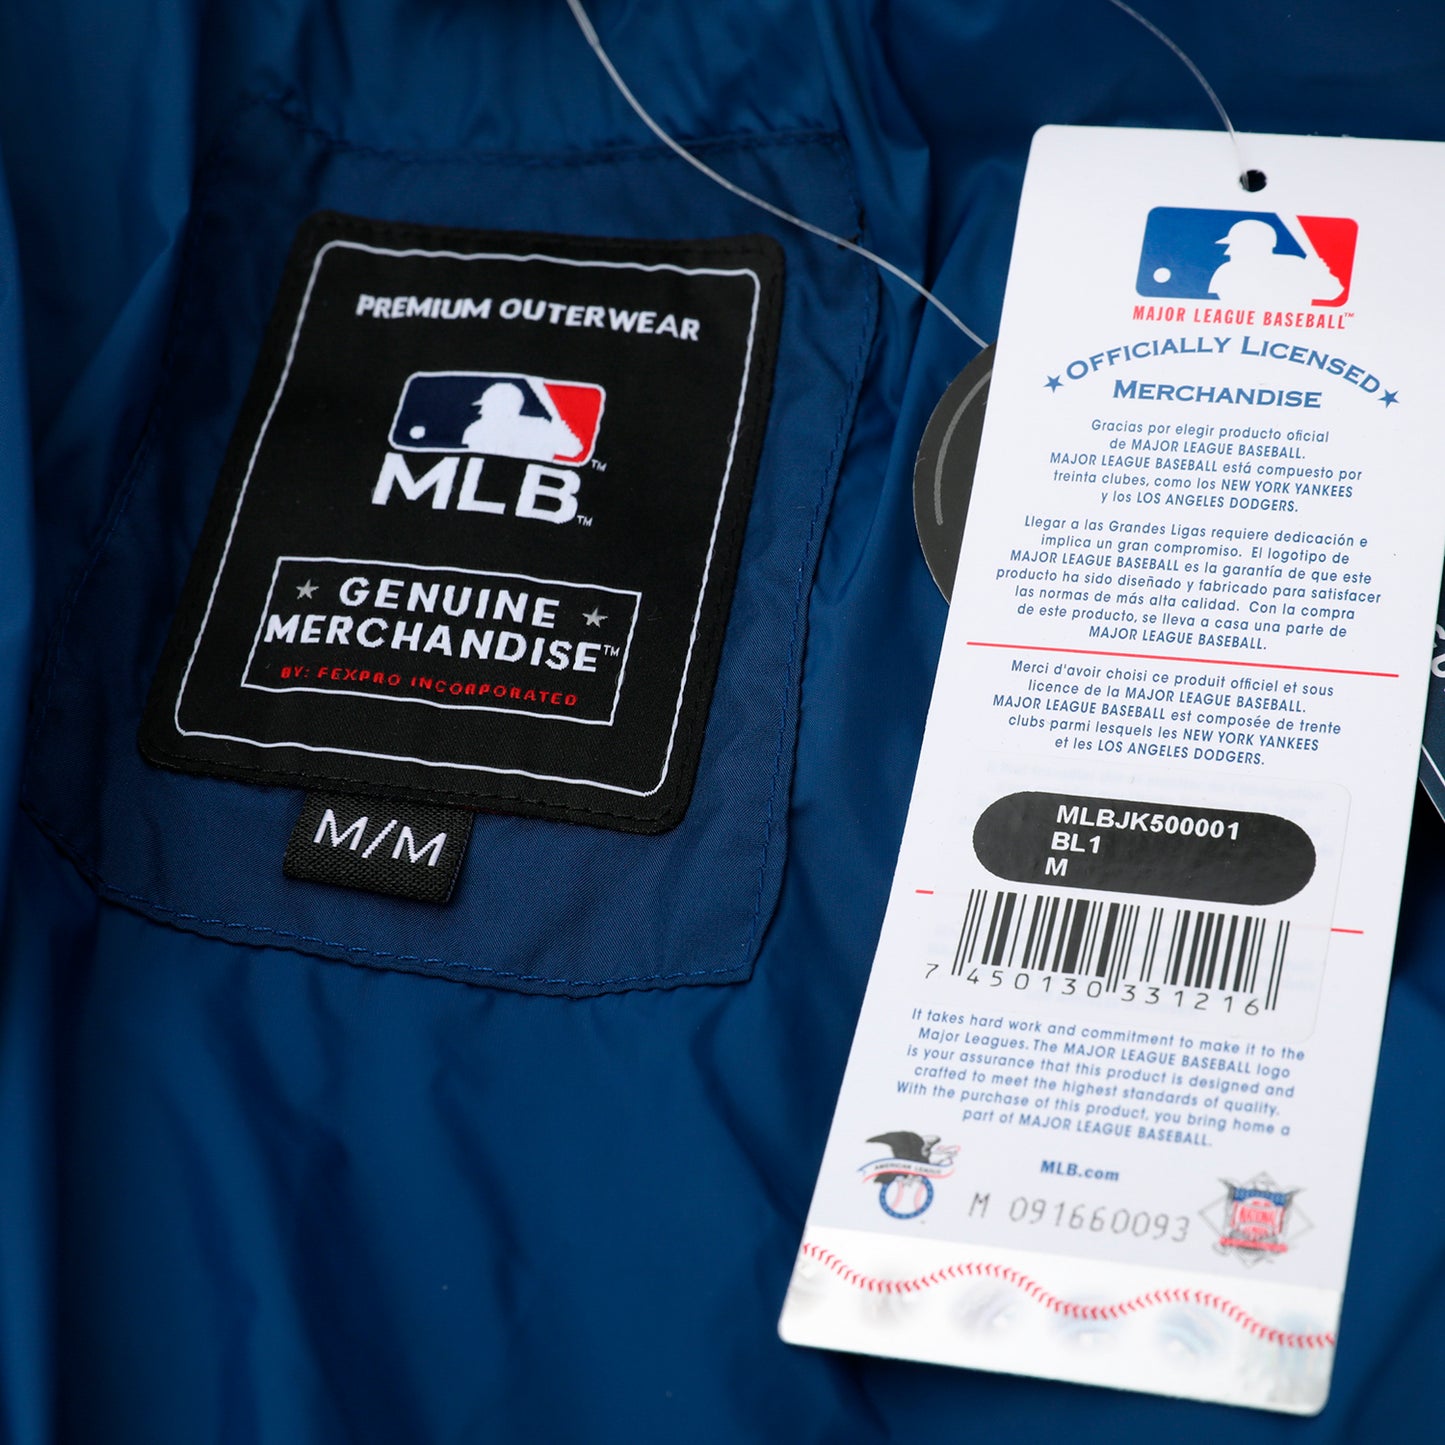 PREMIUM OUTERWEAR
MLB™
GENUINE
MERCHANDISE™
BY: FEXPRO INCORPORATED
M/M
MAJOR LEAGUE BASEBALL™
OFFICIALLY LICENSED
MERCHANDISE
Gracias por elegir producto oficial
de MAJOR LEAGUE BASEBALL.
MAJOR LEAGUE BASEBALL está compuesto por
treinta clubes, como los NEW YORK YANKEES
y los LOS ANGELES DODGERS.
Llegar a las Grandes Ligas requiere dedicación e
implica un gran compromiso. El logotipo de
MAJOR LEAGUE BASEBALL es la garantía de que este
producto ha sido diseñado y fabricado para satisfacer
las normas de más alta calidad. Con la compra
de este producto, se lleva a casa una parte de
MAJOR LEAGUE BASEBALL.
Merci d'avoir choisi ce produit officiel et sous
licence de la MAJOR LEAGUE BASEBALL.
MAJOR LEAGUE BASEBALL est composée de trente
clubs parmi lesquels les NEW YORK YANKEES
et les LOS ANGELES DODGERS.
MLBJK500001
BL1
M
7 450130 331216
It takes hard work and commitment to make it to the
Major Leagues. The MAJOR LEAGUE BASEBALL logo
is your assurance that this product is designed and
crafted to meet the highest standards of quality.
With the purchase of this product, you bring home a
part of MAJOR LEAGUE BASEBALL.
AMERICAN LEAGUE
MLB.com
M 091660093